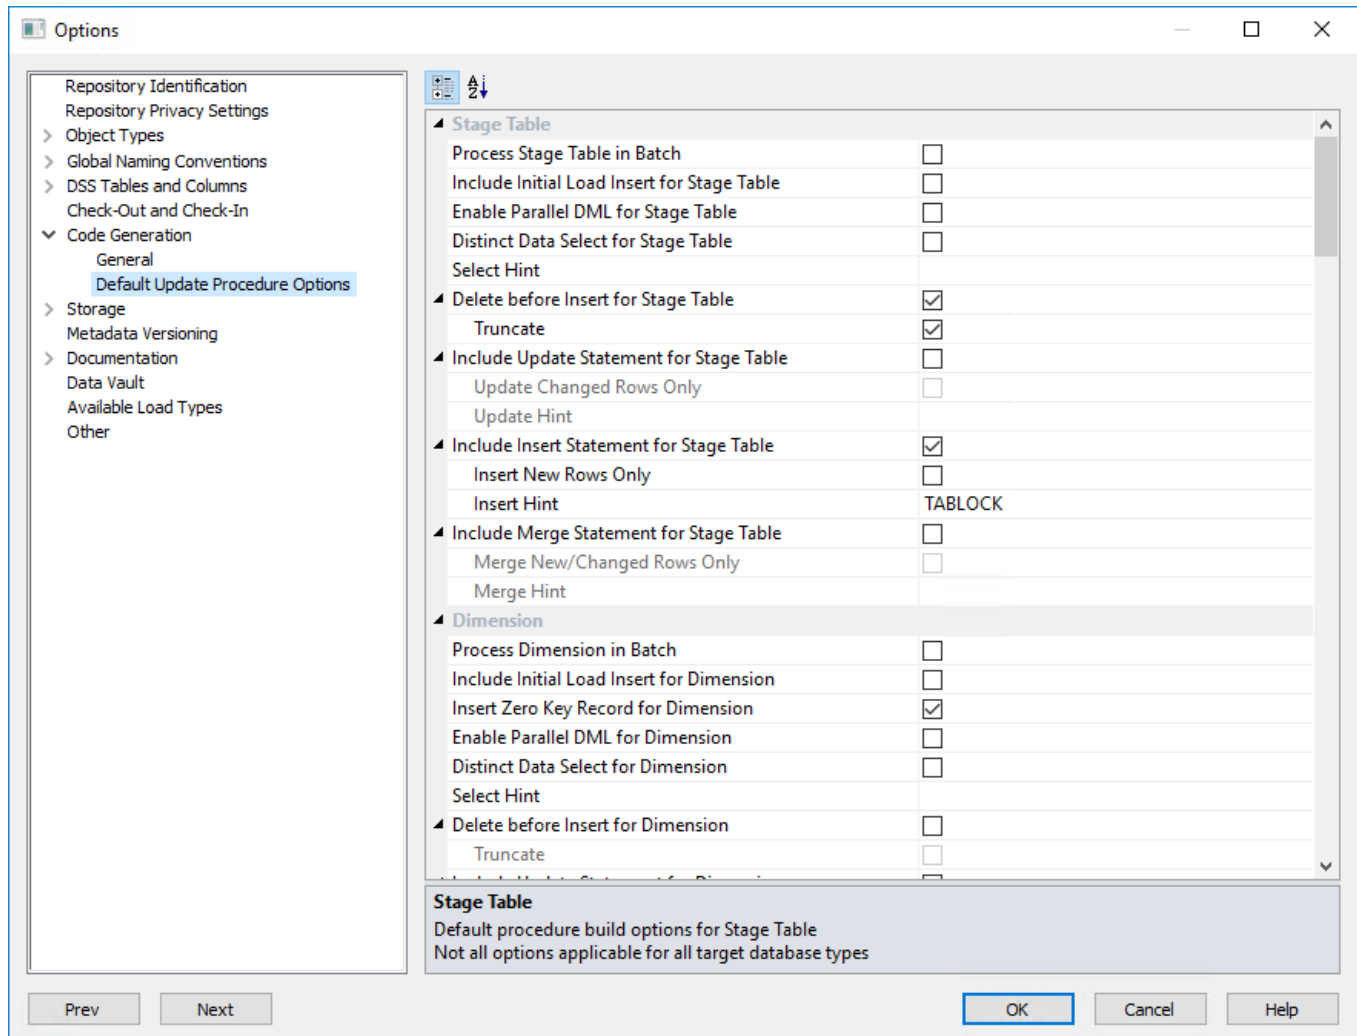 Options
Repository Identification
Repository Privacy Settings
Object Types
Global Naming Conventions
DSS Tables and Columns
Check-Out and Check-In
Code Generation
General
Default Update Procedure Options
Storage
Metadata Versioning
Documentation
Data Vault
Available Load Types
Other
Stage Table
Process Stage Table in Batch
Include Initial Load Insert for Stage Table
Enable Parallel DML for Stage Table
Distinct Data Select for Stage Table
Select Hint
Delete before Insert for Stage Table
Truncate
Include Update Statement for Stage Table
Update Changed Rows Only
Update Hint
Include Insert Statement for Stage Table
Insert New Rows Only
Insert Hint TABLOCK
Include Merge Statement for Stage Table
Merge New/Changed Rows Only
Merge Hint
Dimension
Process Dimension in Batch
Include Initial Load Insert for Dimension
Insert Zero Key Record for Dimension
Enable Parallel DML for Dimension
Distinct Data Select for Dimension
Select Hint
Delete before Insert for Dimension
Truncate
Stage Table
Default procedure build options for Stage Table
Not all options applicable for all target database types
Prev Next OK Cancel Help